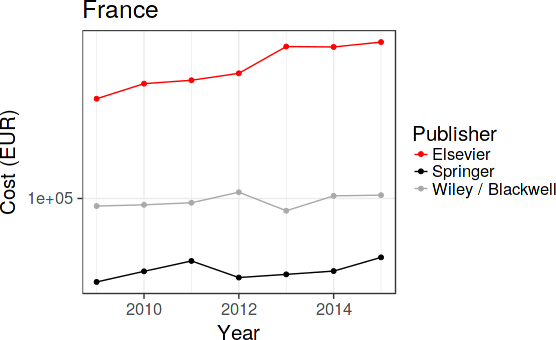 France
Cost (EUR)
1e+05
2010 2012 2014
Year
Publisher
Elsevier
Springer
Wiley / Blackwell